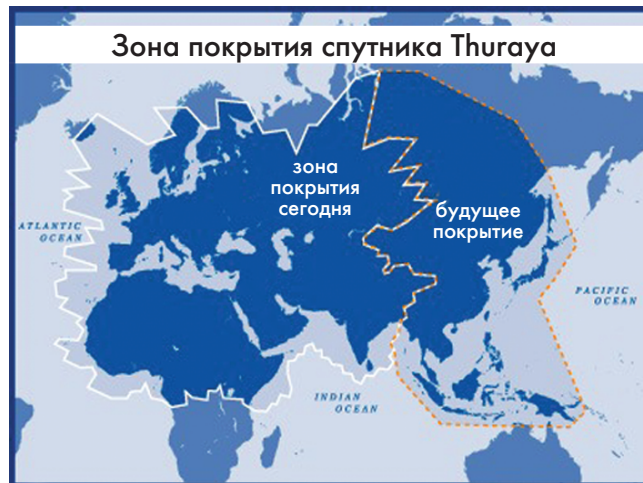 Зона покрытия спутника Thuraya
зона
покрытия
сегодня
будущее
покрытие
ATLANTIC
OCEAN
PACIFIC
OCEAN
INDIAN
OCEAN